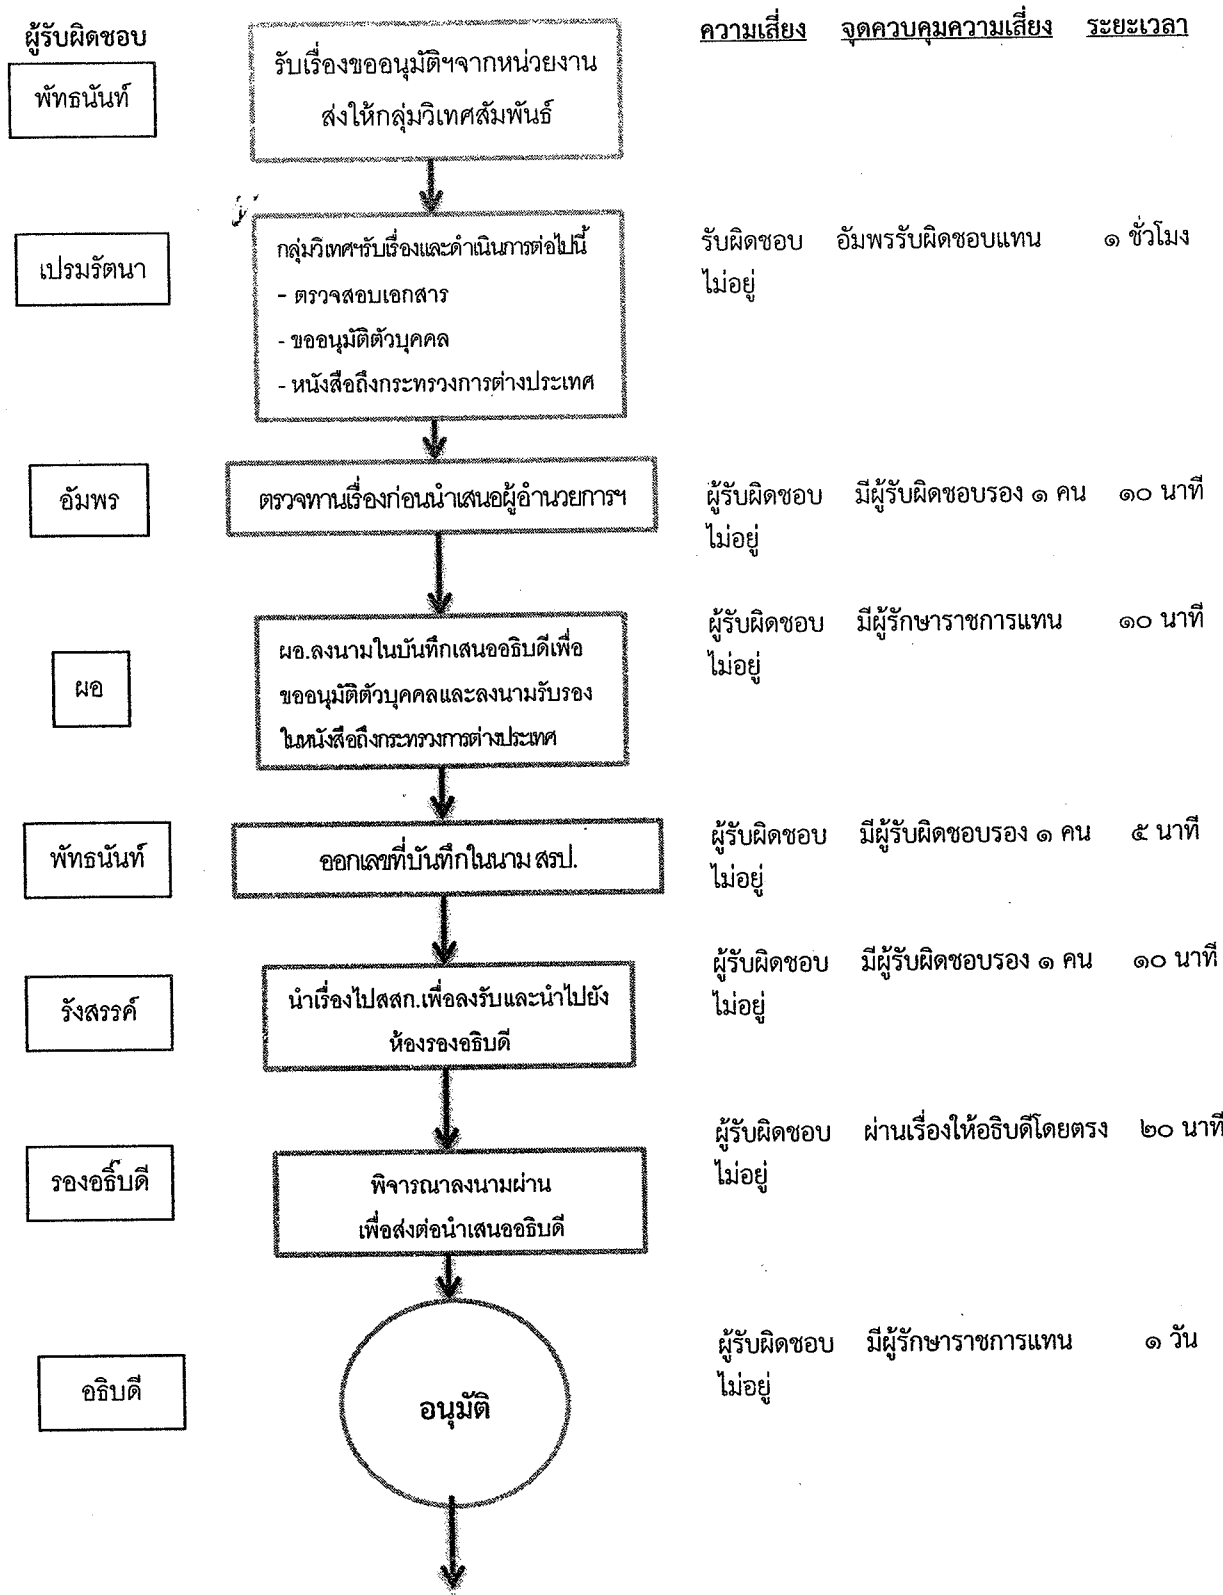 ผู้รับผิดชอบ
ความเสี่ยง จุดควบคุมความเสี่ยง ระยะเวลา
พัทธนันท์
รับเรื่องขออนุมัติฯจากหน่วยงาน
ส่งให้กลุ่มวิเทศสัมพันธ์
เปรมรัตนา
กลุ่มวิเทศฯรับเรื่องและดำเนินการต่อไปนี้
- ตรวจสอบเอกสาร
- ขออนุมัติตัวบุคคล
- หนังสือถึงกระทรวงการต่างประเทศ
รับผิดชอบ อัมพรรับผิดชอบแทน ๑ ชั่วโมง
ไม่อยู่
อัมพร
ตรวจทานเรื่องก่อนนำเสนอผู้อำนวยการฯ
ผู้รับผิดชอบ มีผู้รับผิดชอบรอง ๑ คน ๑๐ นาที
ไม่อยู่
ผอ
ผอ.ลงนามในบันทึกเสนออธิบดีเพื่อ
ขออนุมัติตัวบุคคลและลงนามรับรอง
ในหนังสือถึงกระทรวงการต่างประเทศ
ผู้รับผิดชอบ มีผู้รักษาราชการแทน ๑๐ นาที
ไม่อยู่
พัทธนันท์
ออกเลขที่บันทึกในนาม สรป.
ผู้รับผิดชอบ มีผู้รับผิดชอบรอง ๑ คน ๕ นาที
ไม่อยู่
รังสรรค์
นำเรื่องไปสสก.เพื่อลงรับและนำไปยัง
ห้องรองอธิบดี
ผู้รับผิดชอบ มีผู้รับผิดชอบรอง ๑ คน ๑๐ นาที
ไม่อยู่
รองอธิบดี
พิจารณาลงนามผ่าน
เพื่อส่งต่อนำเสนออธิบดี
ผู้รับผิดชอบ ผ่านเรื่องให้อธิบดีโดยตรง ๒๐ นาที
ไม่อยู่
อธิบดี
อนุมัติ
ผู้รับผิดชอบ มีผู้รักษาราชการแทน ๑ วัน
ไม่อยู่